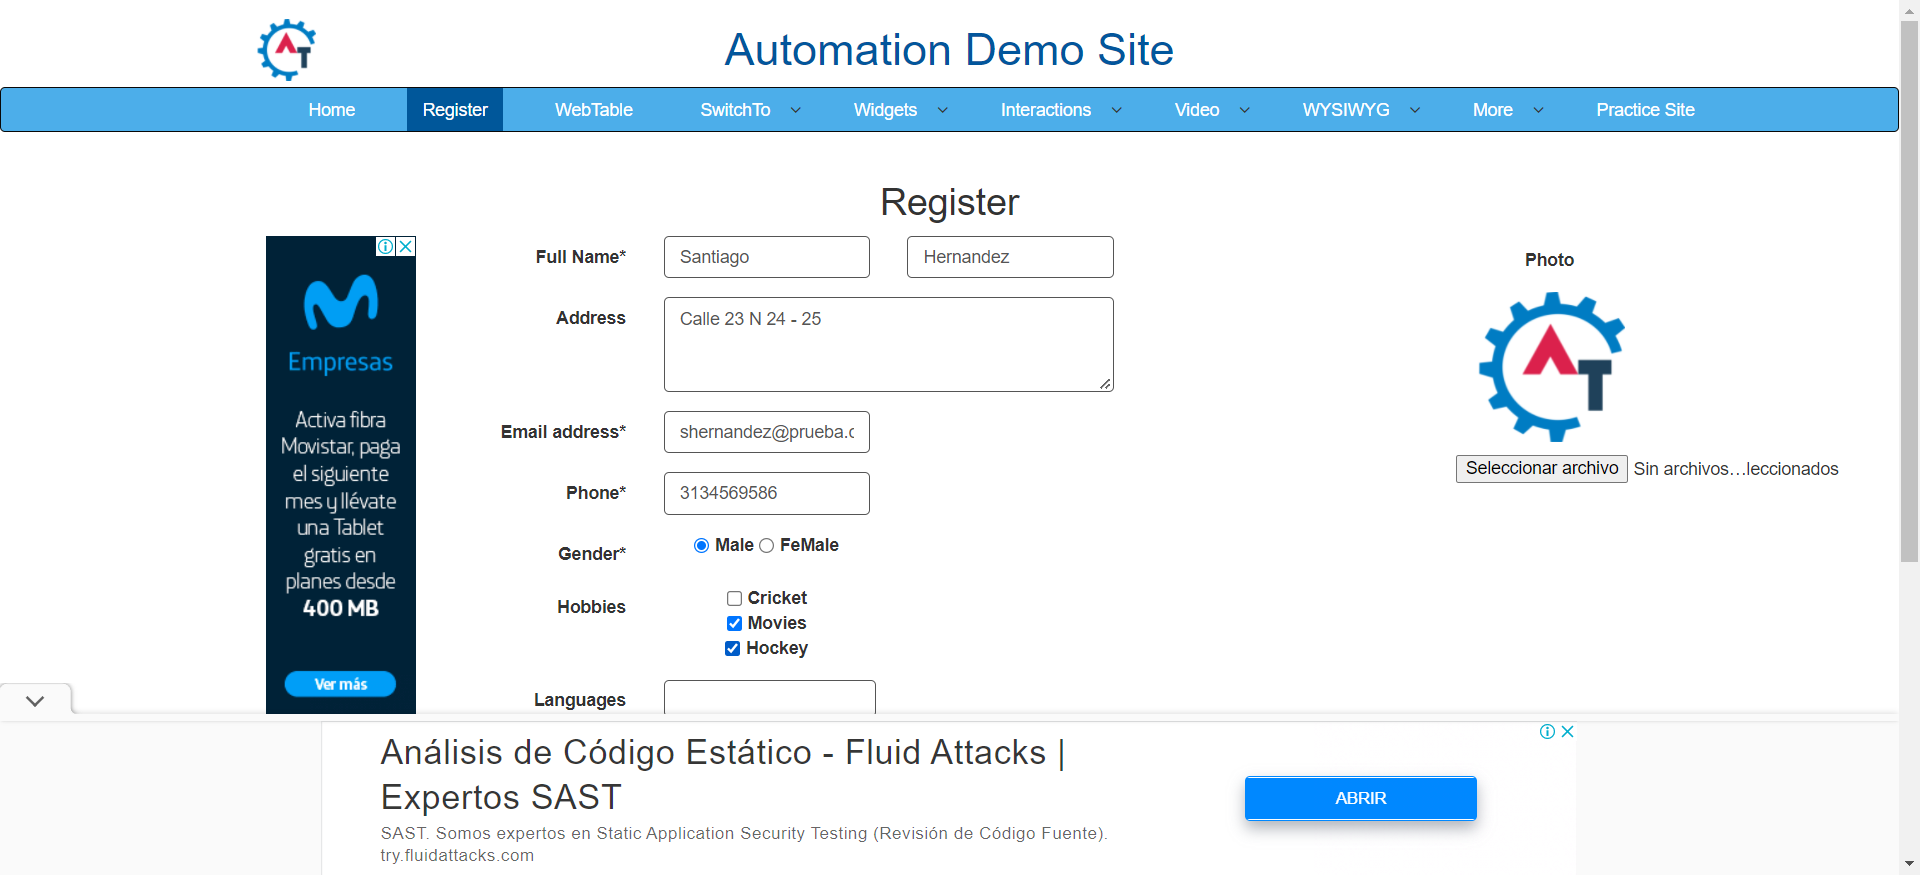 Automation Demo Site
Home Register WebTable SwitchTo Widgets Interactions Video WYSIWYG More Practice Site
Register
Full Name* Santiago Hernandez
Address Calle 23 N 24 - 25
Email address* shernandez@prueba.c
Phone* 3134569586
Gender* Male FeMale
Hobbies Cricket
Movies
Hockey
Languages
Photo
AT
Seleccionar archivo Sin archivos...leccionados
Empresas
Activa fibra
Movistar, paga
el siguiente
mes y llévate
una Tablet
gratis en
planes desde
400 MB
Ver más
Análisis de Código Estático - Fluid Attacks |
Expertos SAST
SAST. Somos expertos en Static Application Security Testing (Revisión de Código Fuente).
try.fluidattacks.com
ABRIR